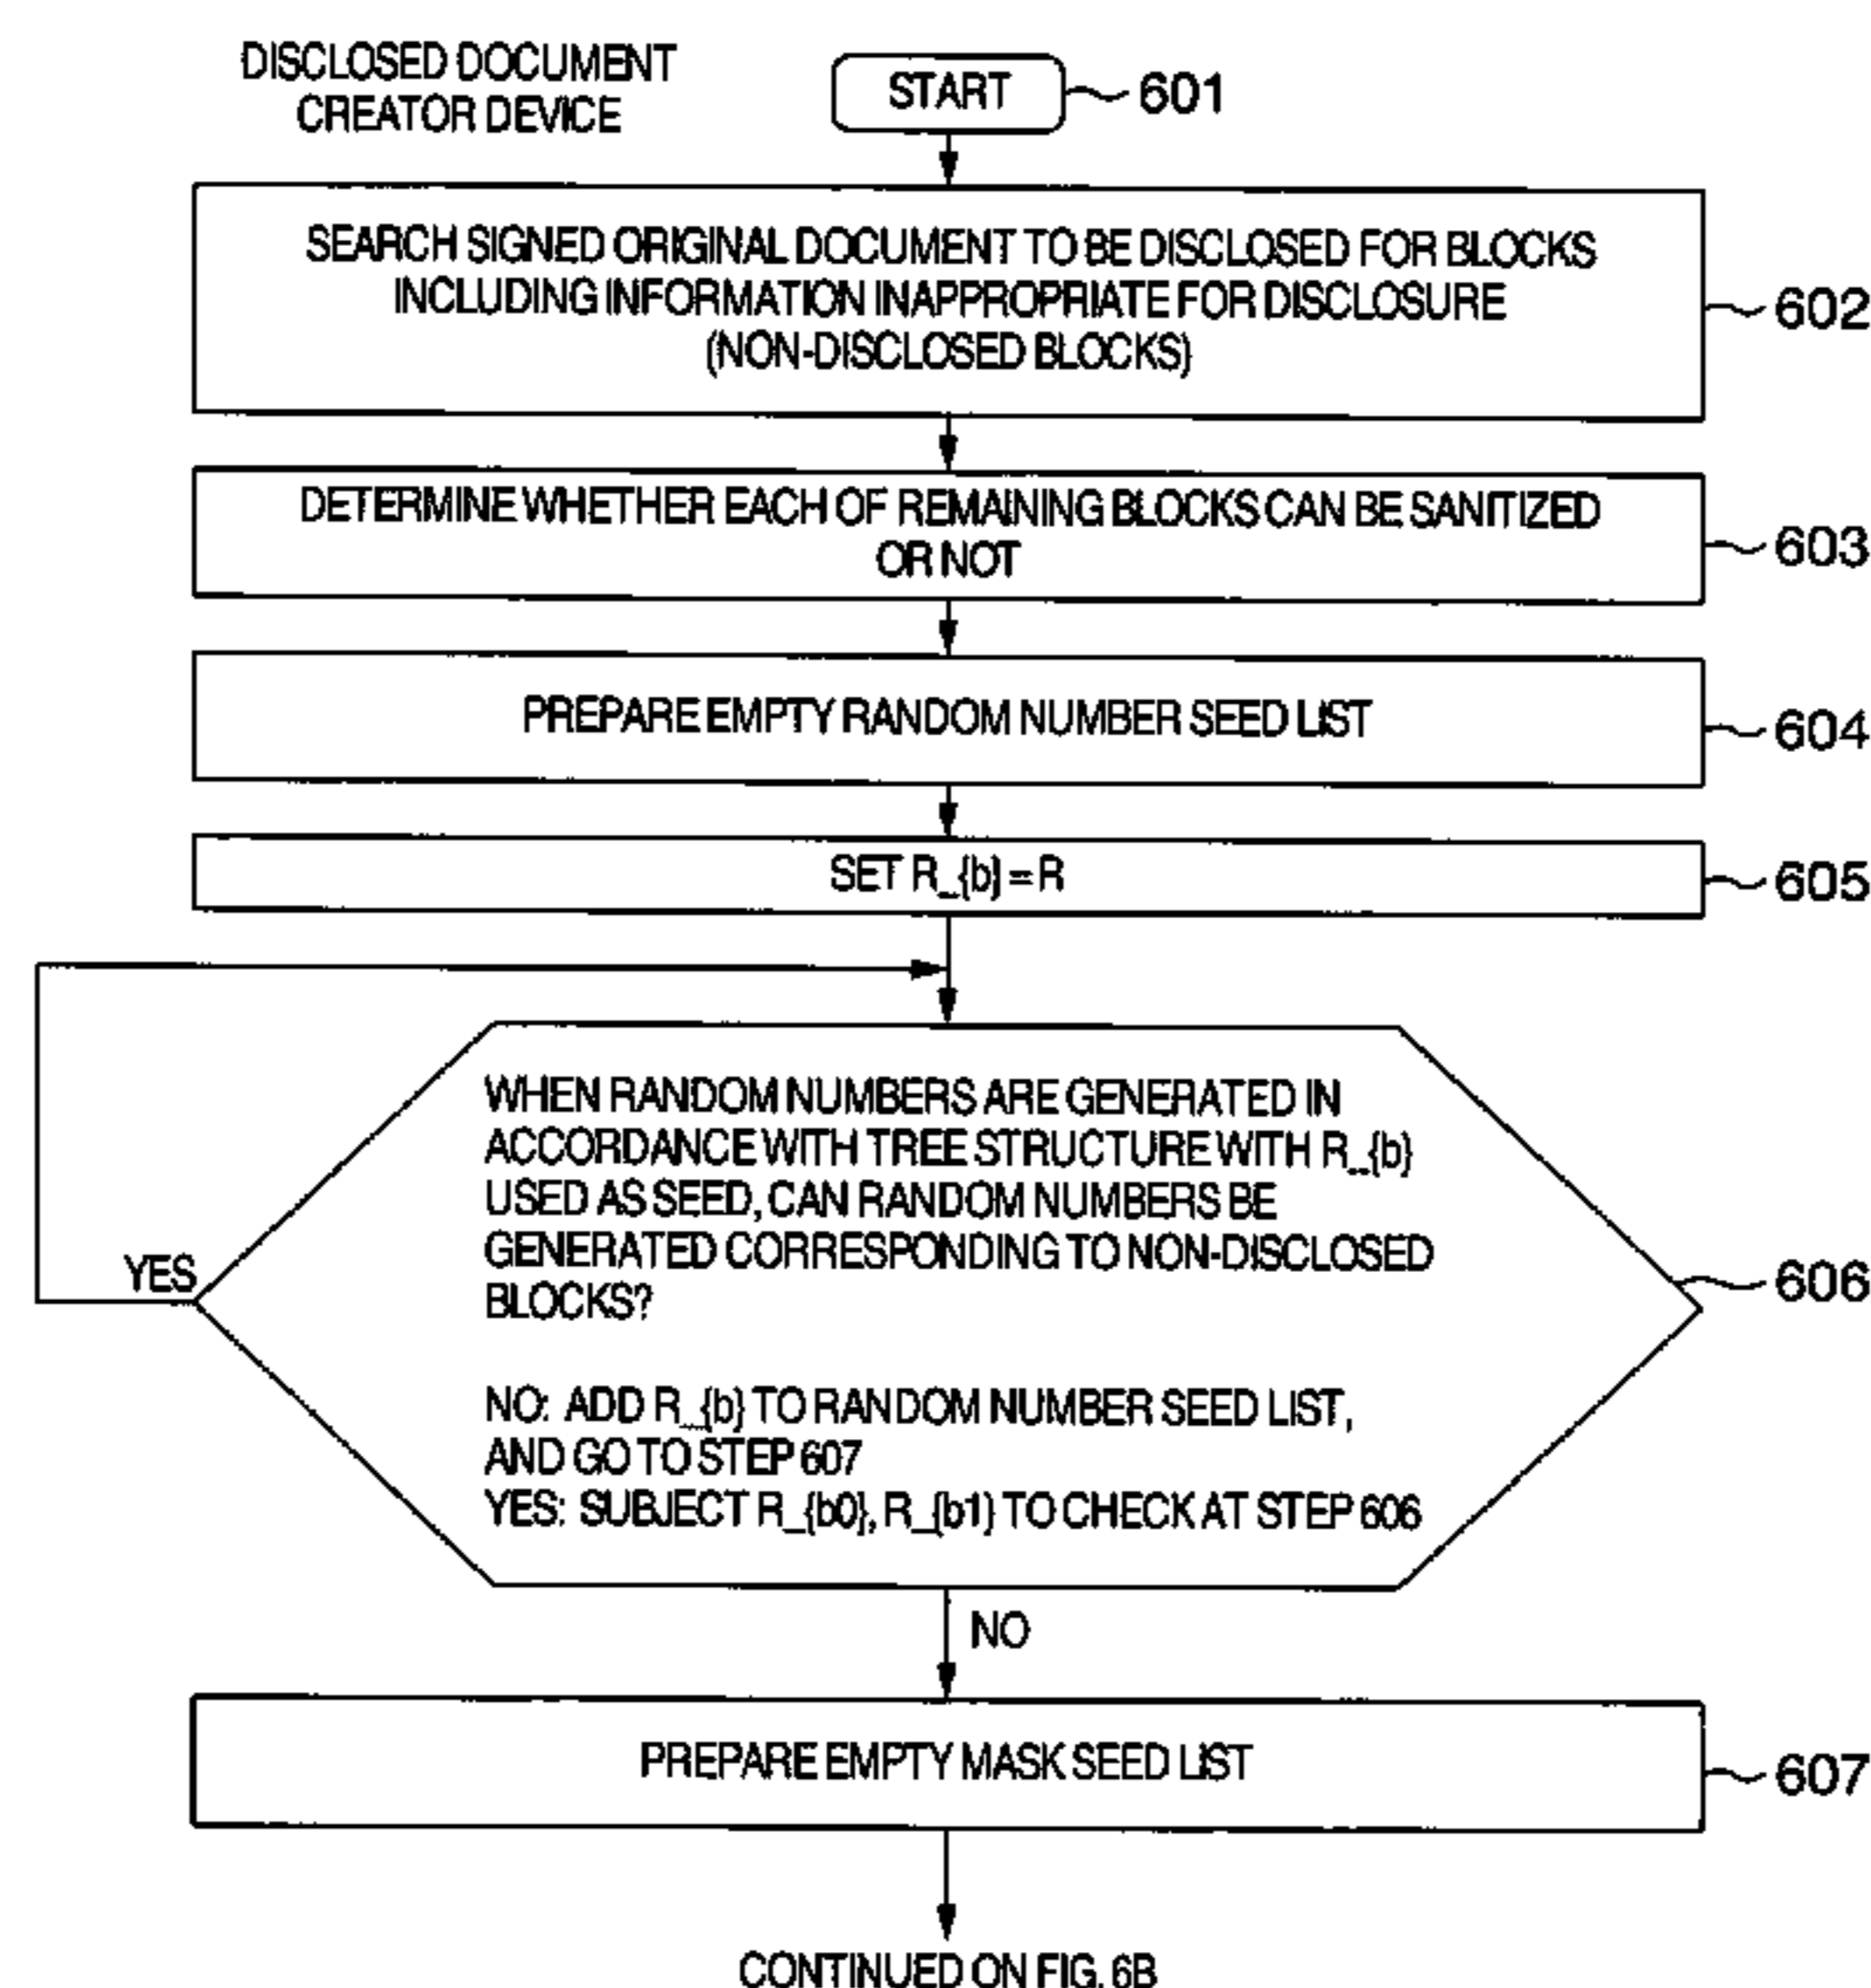 DISCLOSED DOCUMENT
CREATOR DEVICE
START
601
SEARCH SIGNED ORIGINAL DOCUMENT TO BE DISCLOSED FOR BLOCKS
INCLUDING INFORMATION INAPPROPRIATE FOR DISCLOSURE
(NON-DISCLOSED BLOCKS)
602
DETERMINE WHETHER EACH OF REMAINING BLOCKS CAN BE SANITIZED
OR NOT
603
PREPARE EMPTY RANDOM NUMBER SEED LIST
604
SET R_{b} = R
605
WHEN RANDOM NUMBERS ARE GENERATED IN
ACCORDANCE WITH TREE STRUCTURE WITH R_{b}
USED AS SEED, CAN RANDOM NUMBERS BE
GENERATED CORRESPONDING TO NON-DISCLOSED
BLOCKS?
YES
606
NO: ADD R_{b} TO RANDOM NUMBER SEED LIST,
AND GO TO STEP 607
YES: SUBJECT R_{b0}, R_{b1} TO CHECK AT STEP 606
NO
PREPARE EMPTY MASK SEED LIST
607
CONTINUED ON FIG. 6B